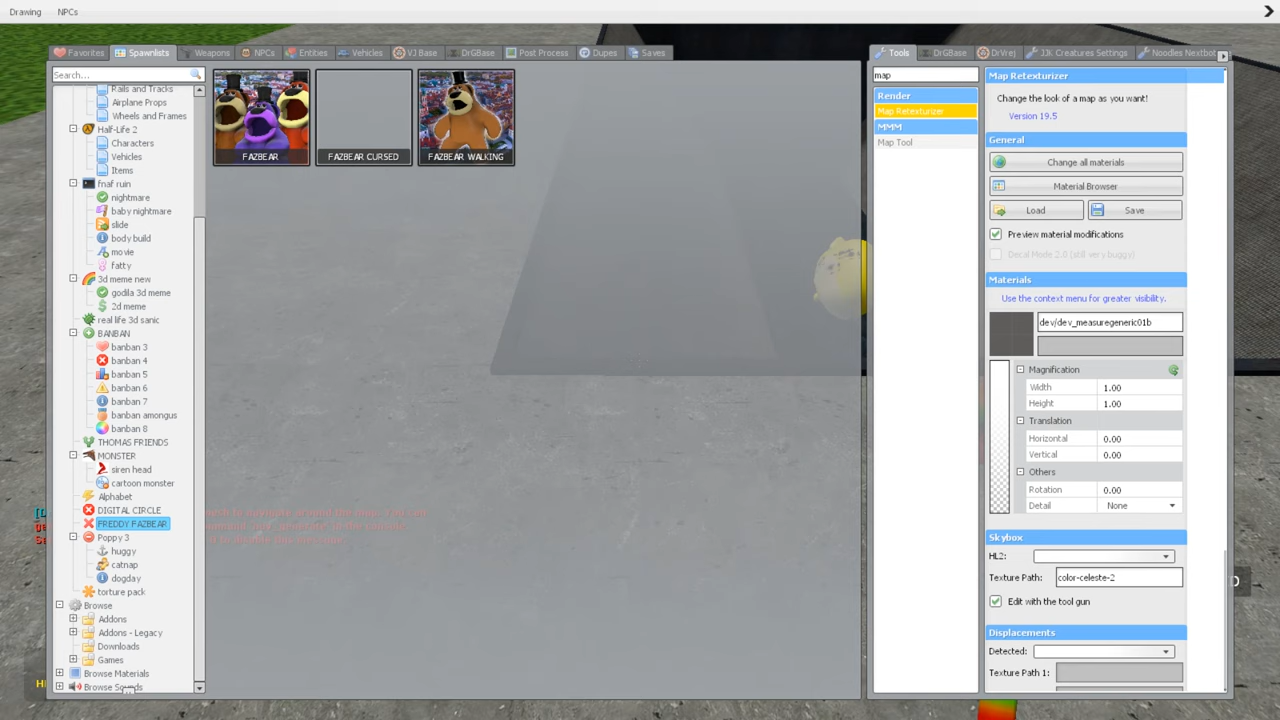 Drawing NPCs
Favorites Spawnlists Weapons NPCs Entities Vehicles VJ Base DrGBase Post Process Dupes Saves
Search...
Rails and Tracks
Airplane Props
Wheels and Frames
Half-Life 2
Characters
Vehicles
Items
fnaf ruin
nightmare
baby nightmare
slide
body build
movie
fatty
3d meme new
godila 3d meme
2d meme
real life 3d sanic
BANBAN
banban 3
banban 4
banban 5
banban 6
banban 7
banban amongus
banban 8
THOMAS FRIENDS
MONSTER
siren head
cartoon monster
Alphabet
DIGITAL CIRCLE
FREDDY FAZBEAR
Poppy 3
huggy
catnap
dogday
torture pack
Browse
Addons
Addons - Legacy
Downloads
Games
Browse Materials
Browse Sounds
FAZBEAR
FAZBEAR CURSED
FAZBEAR WALKING
Tools DrGBase DrVrej JJK Creatures Settings Noodles Nextbot
map
Render
Map Retexturizer
MMM
Map Tool
Map Retexturizer
Change the look of a map as you want!
Version 19.5
General
Change all materials
Material Browser
Load Save
Preview material modifications
Decal Mode 2.0 (still very buggy)
Materials
Use the context menu for greater visibility.
dev/dev_measuregeneric01b
Magnification
Width 1.00
Height 1.00
Translation
Horizontal 0.00
Vertical 0.00
Others
Rotation 0.00
Detail None
Skybox
HL2:
Texture Path: color-celeste-2
Edit with the tool gun
Displacements
Detected:
Texture Path 1: